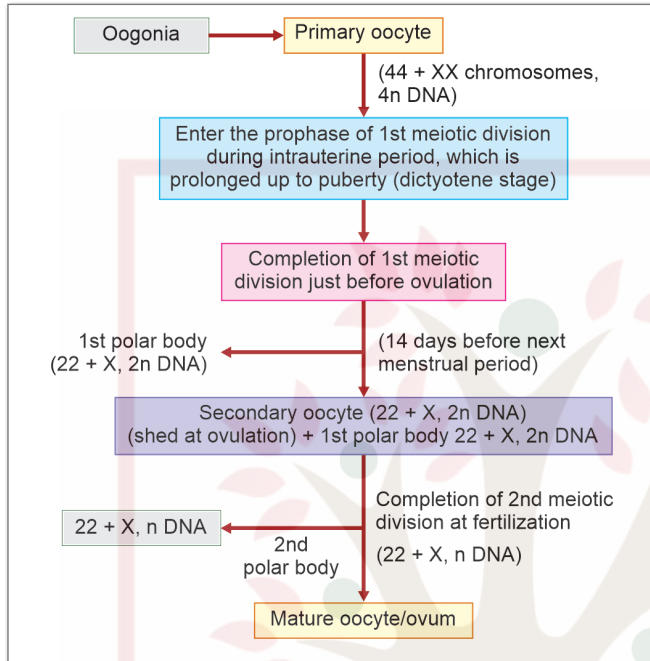 Oogonia
Primary oocyte
(44 + XX chromosomes,
4n DNA)
Enter the prophase of 1st meiotic division
during intrauterine period, which is
prolonged up to puberty (dictyotene stage)
Completion of 1st meiotic
division just before ovulation
1st polar body
(22 + X, 2n DNA)
(14 days before next
menstrual period)
Secondary oocyte (22 + X, 2n DNA)
(shed at ovulation) + 1st polar body 22 + X, 2n DNA
Completion of 2nd meiotic
division at fertilization
22 + X, n DNA
2nd
polar body
(22 + X, n DNA)
Mature oocyte/ovum